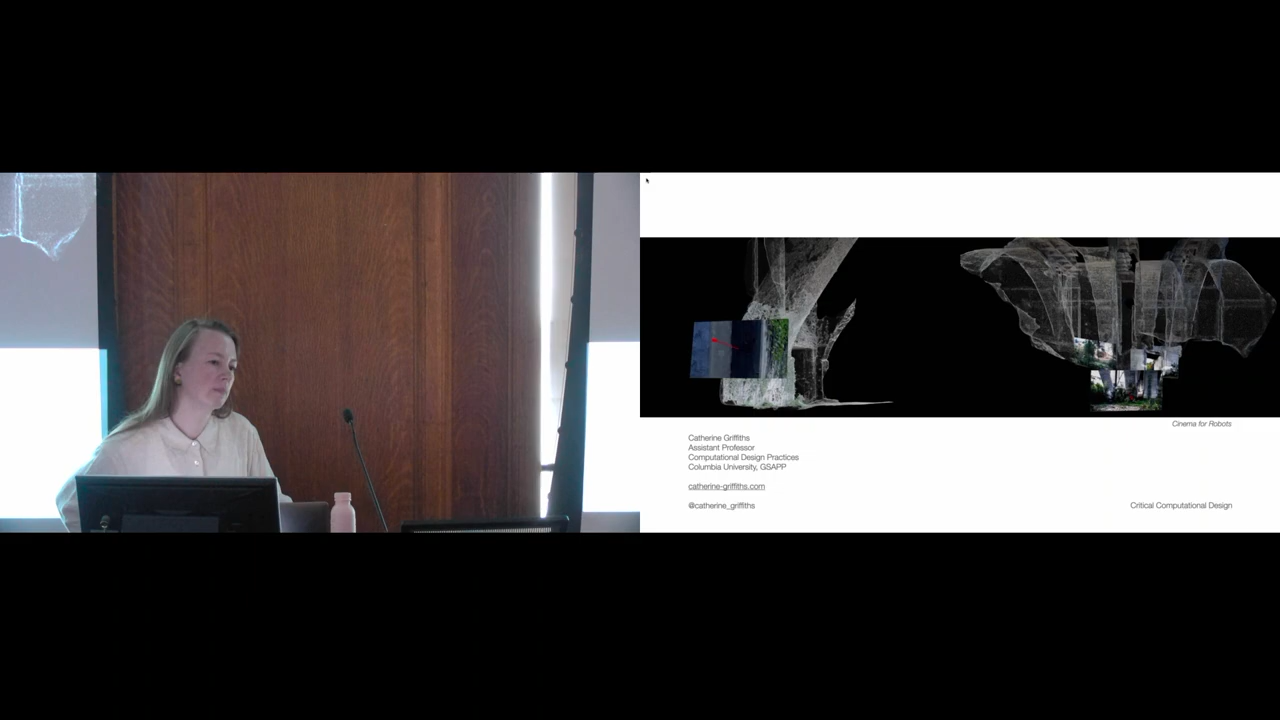 Cinema for Robots
Catherine Griffiths
Assistant Professor
Computational Design Practices
Columbia University, GSAPP
catherine-griffiths.com
@catherine_griffiths
Critical Computational Design